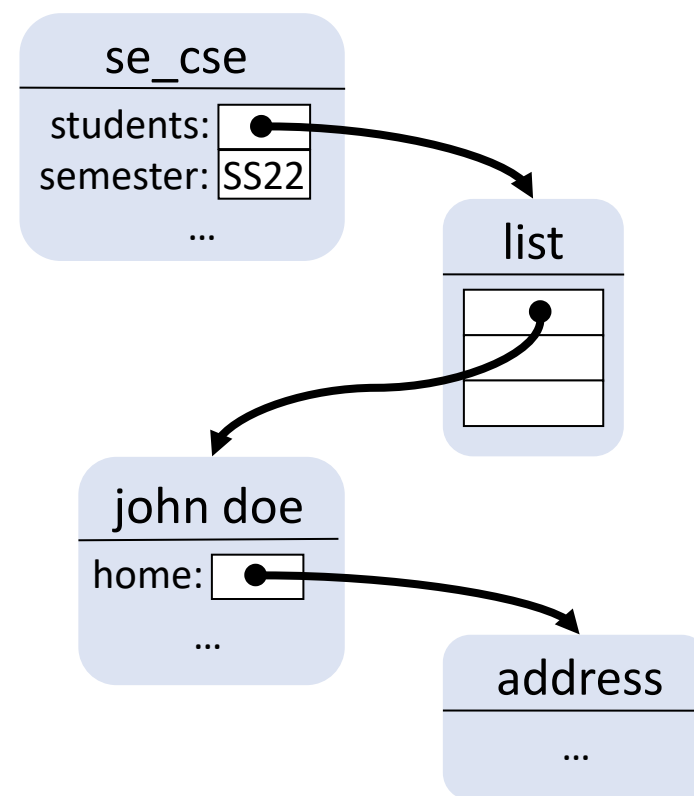 se_cse
students:
semester: SS22
...
list
john doe
home:
...
address
...